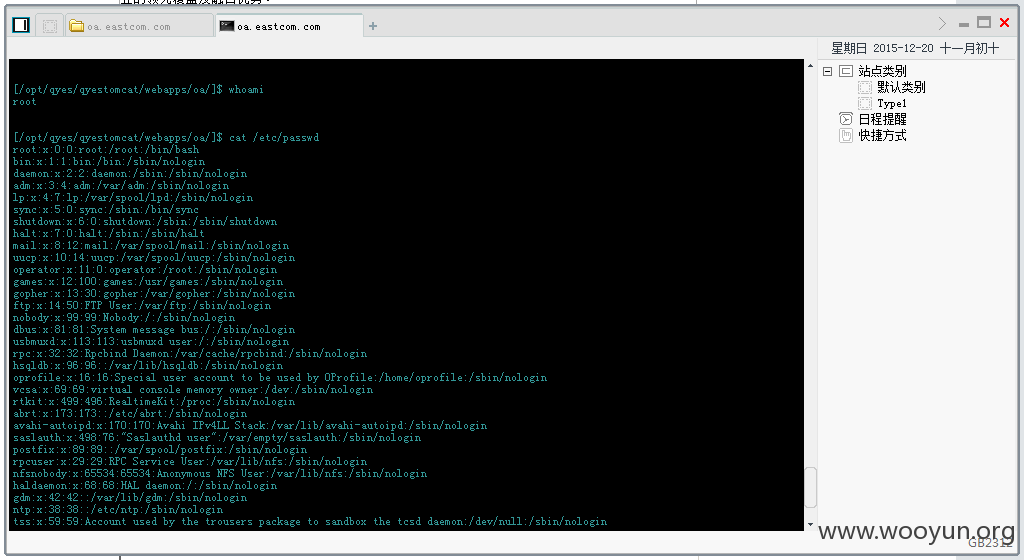 业的领先覆盖及融合优势。
oa.eastcom.com
oa.eastcom.com
星期日 2015-12-20 十一月初十
[/opt/qyes/qyestomcat/webapps/oa/]$ whoami
root
[/opt/qyes/qyestomcat/webapps/oa/]$ cat /etc/passwd
root:x:0:0:root:/root:/bin/bash
bin:x:1:1:bin:/bin:/sbin/nologin
daemon:x:2:2:daemon:/sbin:/sbin/nologin
adm:x:3:4:adm:/var/adm:/sbin/nologin
lp:x:4:7:lp:/var/spool/lpd:/sbin/nologin
sync:x:5:0:sync:/sbin:/bin/sync
shutdown:x:6:0:shutdown:/sbin:/sbin/shutdown
halt:x:7:0:halt:/sbin:/sbin/halt
mail:x:8:12:mail:/var/spool/mail:/sbin/nologin
uucp:x:10:14:uucp:/var/spool/uucp:/sbin/nologin
operator:x:11:0:operator:/root:/sbin/nologin
games:x:12:100:games:/usr/games:/sbin/nologin
gopher:x:13:30:gopher:/var/gopher:/sbin/nologin
ftp:x:14:50:FTP User:/var/ftp:/sbin/nologin
nobody:x:99:99:Nobody:/:/sbin/nologin
dbus:x:81:81:System message bus:/:/sbin/nologin
usbmuxd:x:113:113:usbmuxd user:/:/sbin/nologin
rpc:x:32:32:Rpcbind Daemon:/var/cache/rpcbind:/sbin/nologin
hsqldb:x:96:96::/var/lib/hsqldb:/sbin/nologin
oprofile:x:16:16:Special user account to be used by OProfile:/home/oprofile:/sbin/nologin
vcsa:x:69:69:virtual console memory owner:/dev:/sbin/nologin
rtkit:x:499:496:RealtimeKit:/proc:/sbin/nologin
abrt:x:173:173::/etc/abrt:/sbin/nologin
avahi-autoipd:x:170:170:Avahi IPv4LL Stack:/var/lib/avahi-autoipd:/sbin/nologin
saslauth:x:498:76:"Saslauthd user":/var/empty/saslauth:/sbin/nologin
postfix:x:89:89::/var/spool/postfix:/sbin/nologin
rpcuser:x:29:29:RPC Service User:/var/lib/nfs:/sbin/nologin
nfsnobody:x:65534:65534:Anonymous NFS User:/var/lib/nfs:/sbin/nologin
haldaemon:x:68:68:HAL daemon:/:/sbin/nologin
gdm:x:42:42::/var/lib/gdm:/sbin/nologin
ntp:x:38:38::/etc/ntp:/sbin/nologin
tss:x:59:59:Account used by the trousers package to sandbox the tcsd daemon:/dev/null:/sbin/nologin
站点类别
默认类别
Type1
日程提醒
快捷方式
www.wooyun.org
GB2312